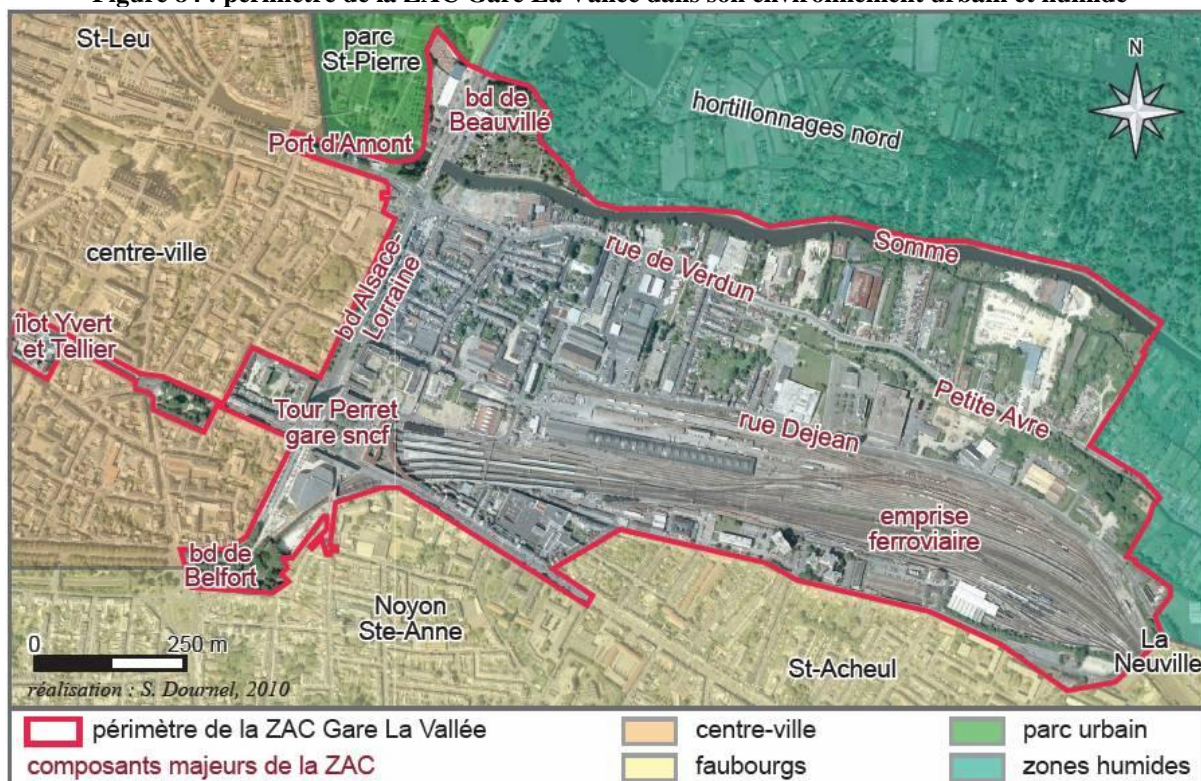 Figure 84 : périmètre de la ZAC Gare La Vallée dans son environnement urbain et humide
St-Leu
parc
St-Pierre
bd de
Beauvillé
hortillonnages nord
N
Port d'Amont
centre-ville
bd Alsace-
Lorraine
rue de Verdun
Somme
îlot Yvert
et Tellier
Tour Perret
gare sncf
rue Dejean
Petite Avre
emprise
ferroviaire
bd de
Belfort
Noyon
Ste-Anne
St-Acheul
La
Neuville
0 250 m
réalisation : S. Dournel, 2010
périmètre de la ZAC Gare La Vallée
centre-ville
parc urbain
composants majeurs de la ZAC
faubourgs
zones humides